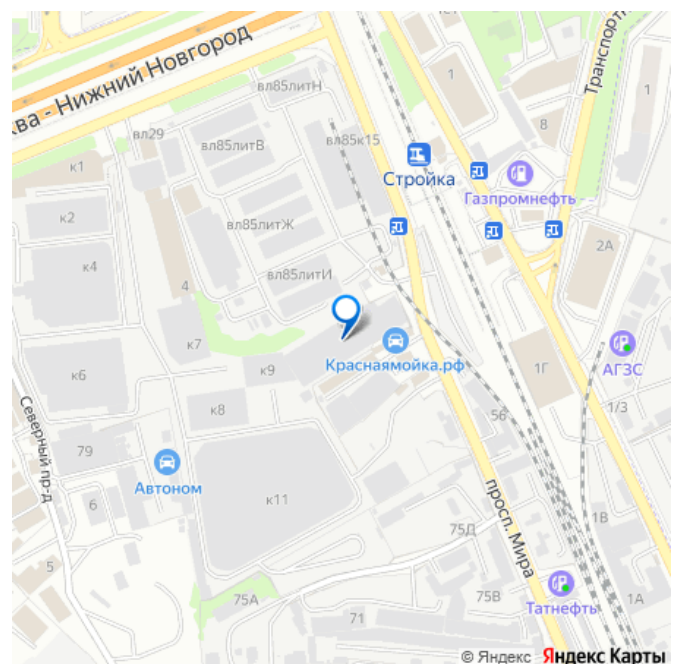 ква - Нижний Новгород
вл85литН
Транспортн
1
1
вл29
вл85литВ
вл85к15
8
к1
Стройка
Газпромнефть
к2
вл85литЖ
2А
к4
вл85литИ
4
к7
Краснаямойка.рф
АГЗС
к9
1Г
к6
к8
56
1/3
Северный пр-д
79
Автоном
просп. Мира
6
к11
1В
75Д
5
75А
75В
Татнефть
1А
71
© Яндекс Яндекс Карты